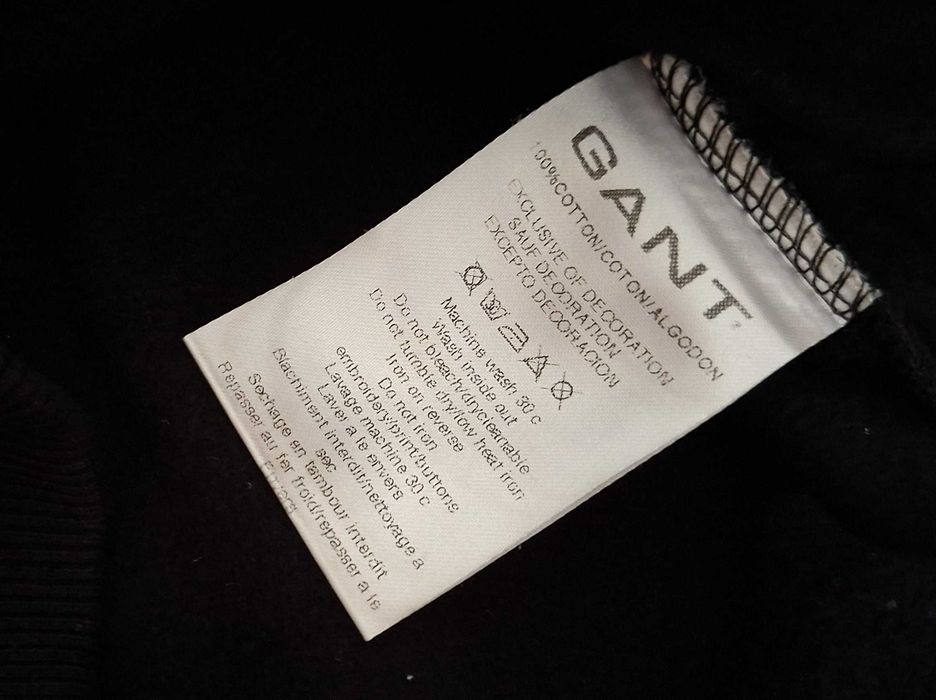 GANT
100%COTTON/COTON/ALGODON
EXCLUSIVE OF DECORATION
SAUF DECORATION
EXCEPTO DECORACION
30
Machine wash 30 c
Wash inside out
Do not bleach/drycleanable
Do not tumble dry/low heat iron
Iron on reverse
Do not iron
embroidery/print/buttons
Lavage machine 30 c
Laver a le envers
Blachment interdit/nettoyage a
sec
Sechage en tambour interdit
Repasser au fer froid/repasser a le